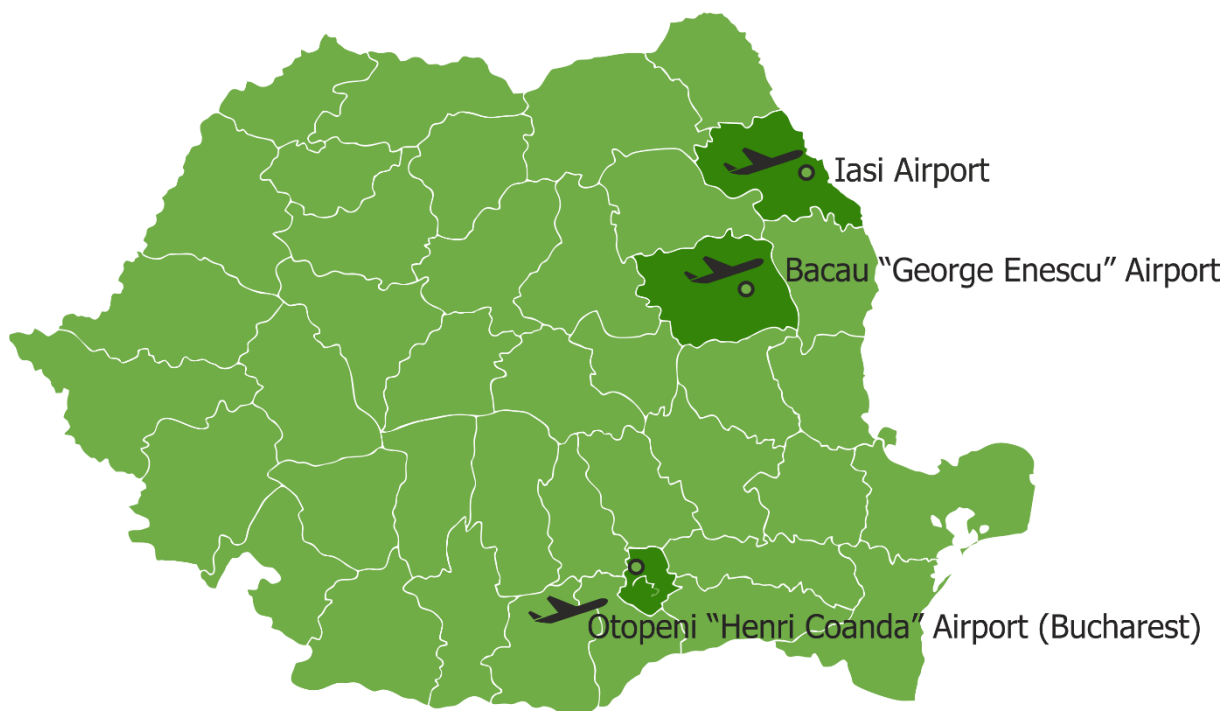 Iasi Airport
Bacau “George Enescu” Airport
Otopeni “Henri Coanda” Airport (Bucharest)